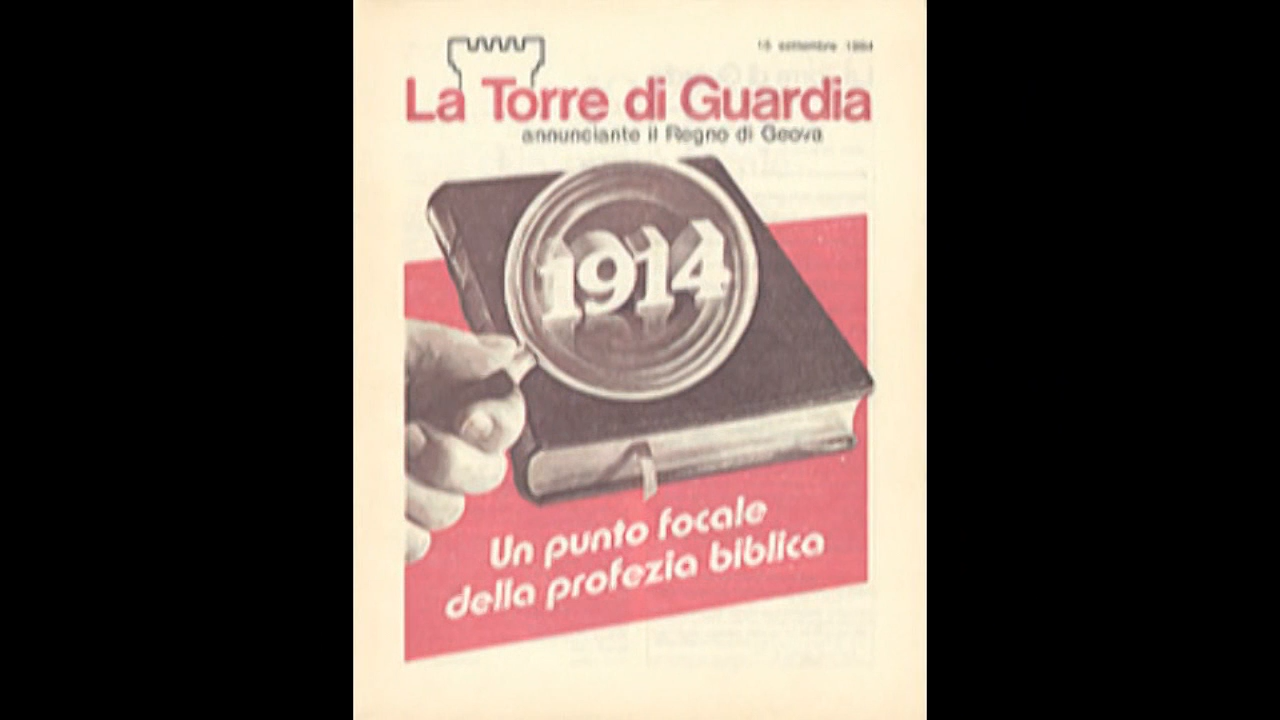 15 settembre 1984
La Torre di Guardia
annunciante il Regno di Geova
1914
Un punto focale
della profezia biblica